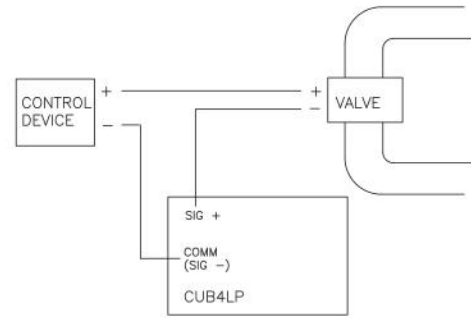 CONTROL
DEVICE
+
−
+
−
VALVE
SIG +
COMM
(SIG −)
CUB4LP